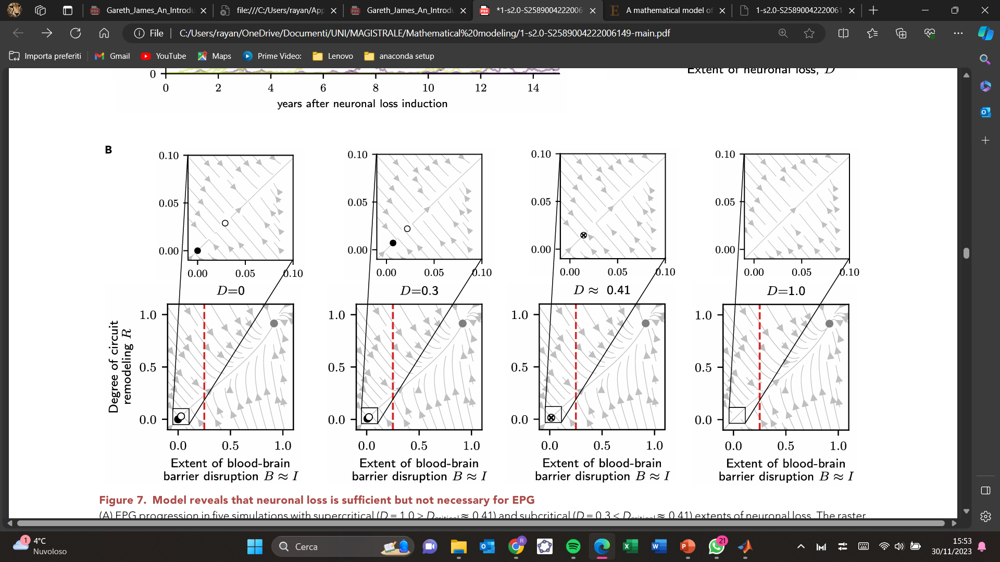 Gareth_James_An_Introdu
file:///C:/Users/rayan/App
Gareth_James_An_Introdu
*1-s2.0-S2589004222006
A mathematical model of
1-s2.0-S25890042220061
File
C:/Users/rayan/OneDrive/Documenti/UNI/MAGISTRALE/Mathematical%20modeling/1-s2.0-S2589004222006149-main.pdf
Importa preferiti
Gmail
YouTube
Maps
Prime Video:
Lenovo
anaconda setup
Extent of neuronal loss, D
0
0 2 4 6 8 10 12 14
years after neuronal loss induction
B
0.10
0.05
0.00
0.00 0.05 0.10
0.10
0.05
0.00
0.00 0.05 0.10
0.10
0.05
0.00
0.00 0.05 0.10
0.10
0.05
0.00
0.00 0.05 0.10
D=0
D=0.3
D ≈ 0.41
D=1.0
Degree of circuit
remodeling R
1.0
0.5
0.0
0.0 0.5 1.0
1.0
0.5
0.0
0.0 0.5 1.0
1.0
0.5
0.0
0.0 0.5 1.0
1.0
0.5
0.0
0.0 0.5 1.0
Extent of blood-brain
barrier disruption B ≈ I
Extent of blood-brain
barrier disruption B ≈ I
Extent of blood-brain
barrier disruption B ≈ I
Extent of blood-brain
barrier disruption B ≈ I
Figure 7. Model reveals that neuronal loss is sufficient but not necessary for EPG
(A) EPG progression in five simulations with supercritical (D = 1.0 > Dcritical ≈ 0.41) and subcritical (D = 0.3 < Dcritical ≈ 0.41) extents of neuronal loss. The raster
1
4°C
Nuvoloso
Cerca
R
21
15:53
30/11/2023